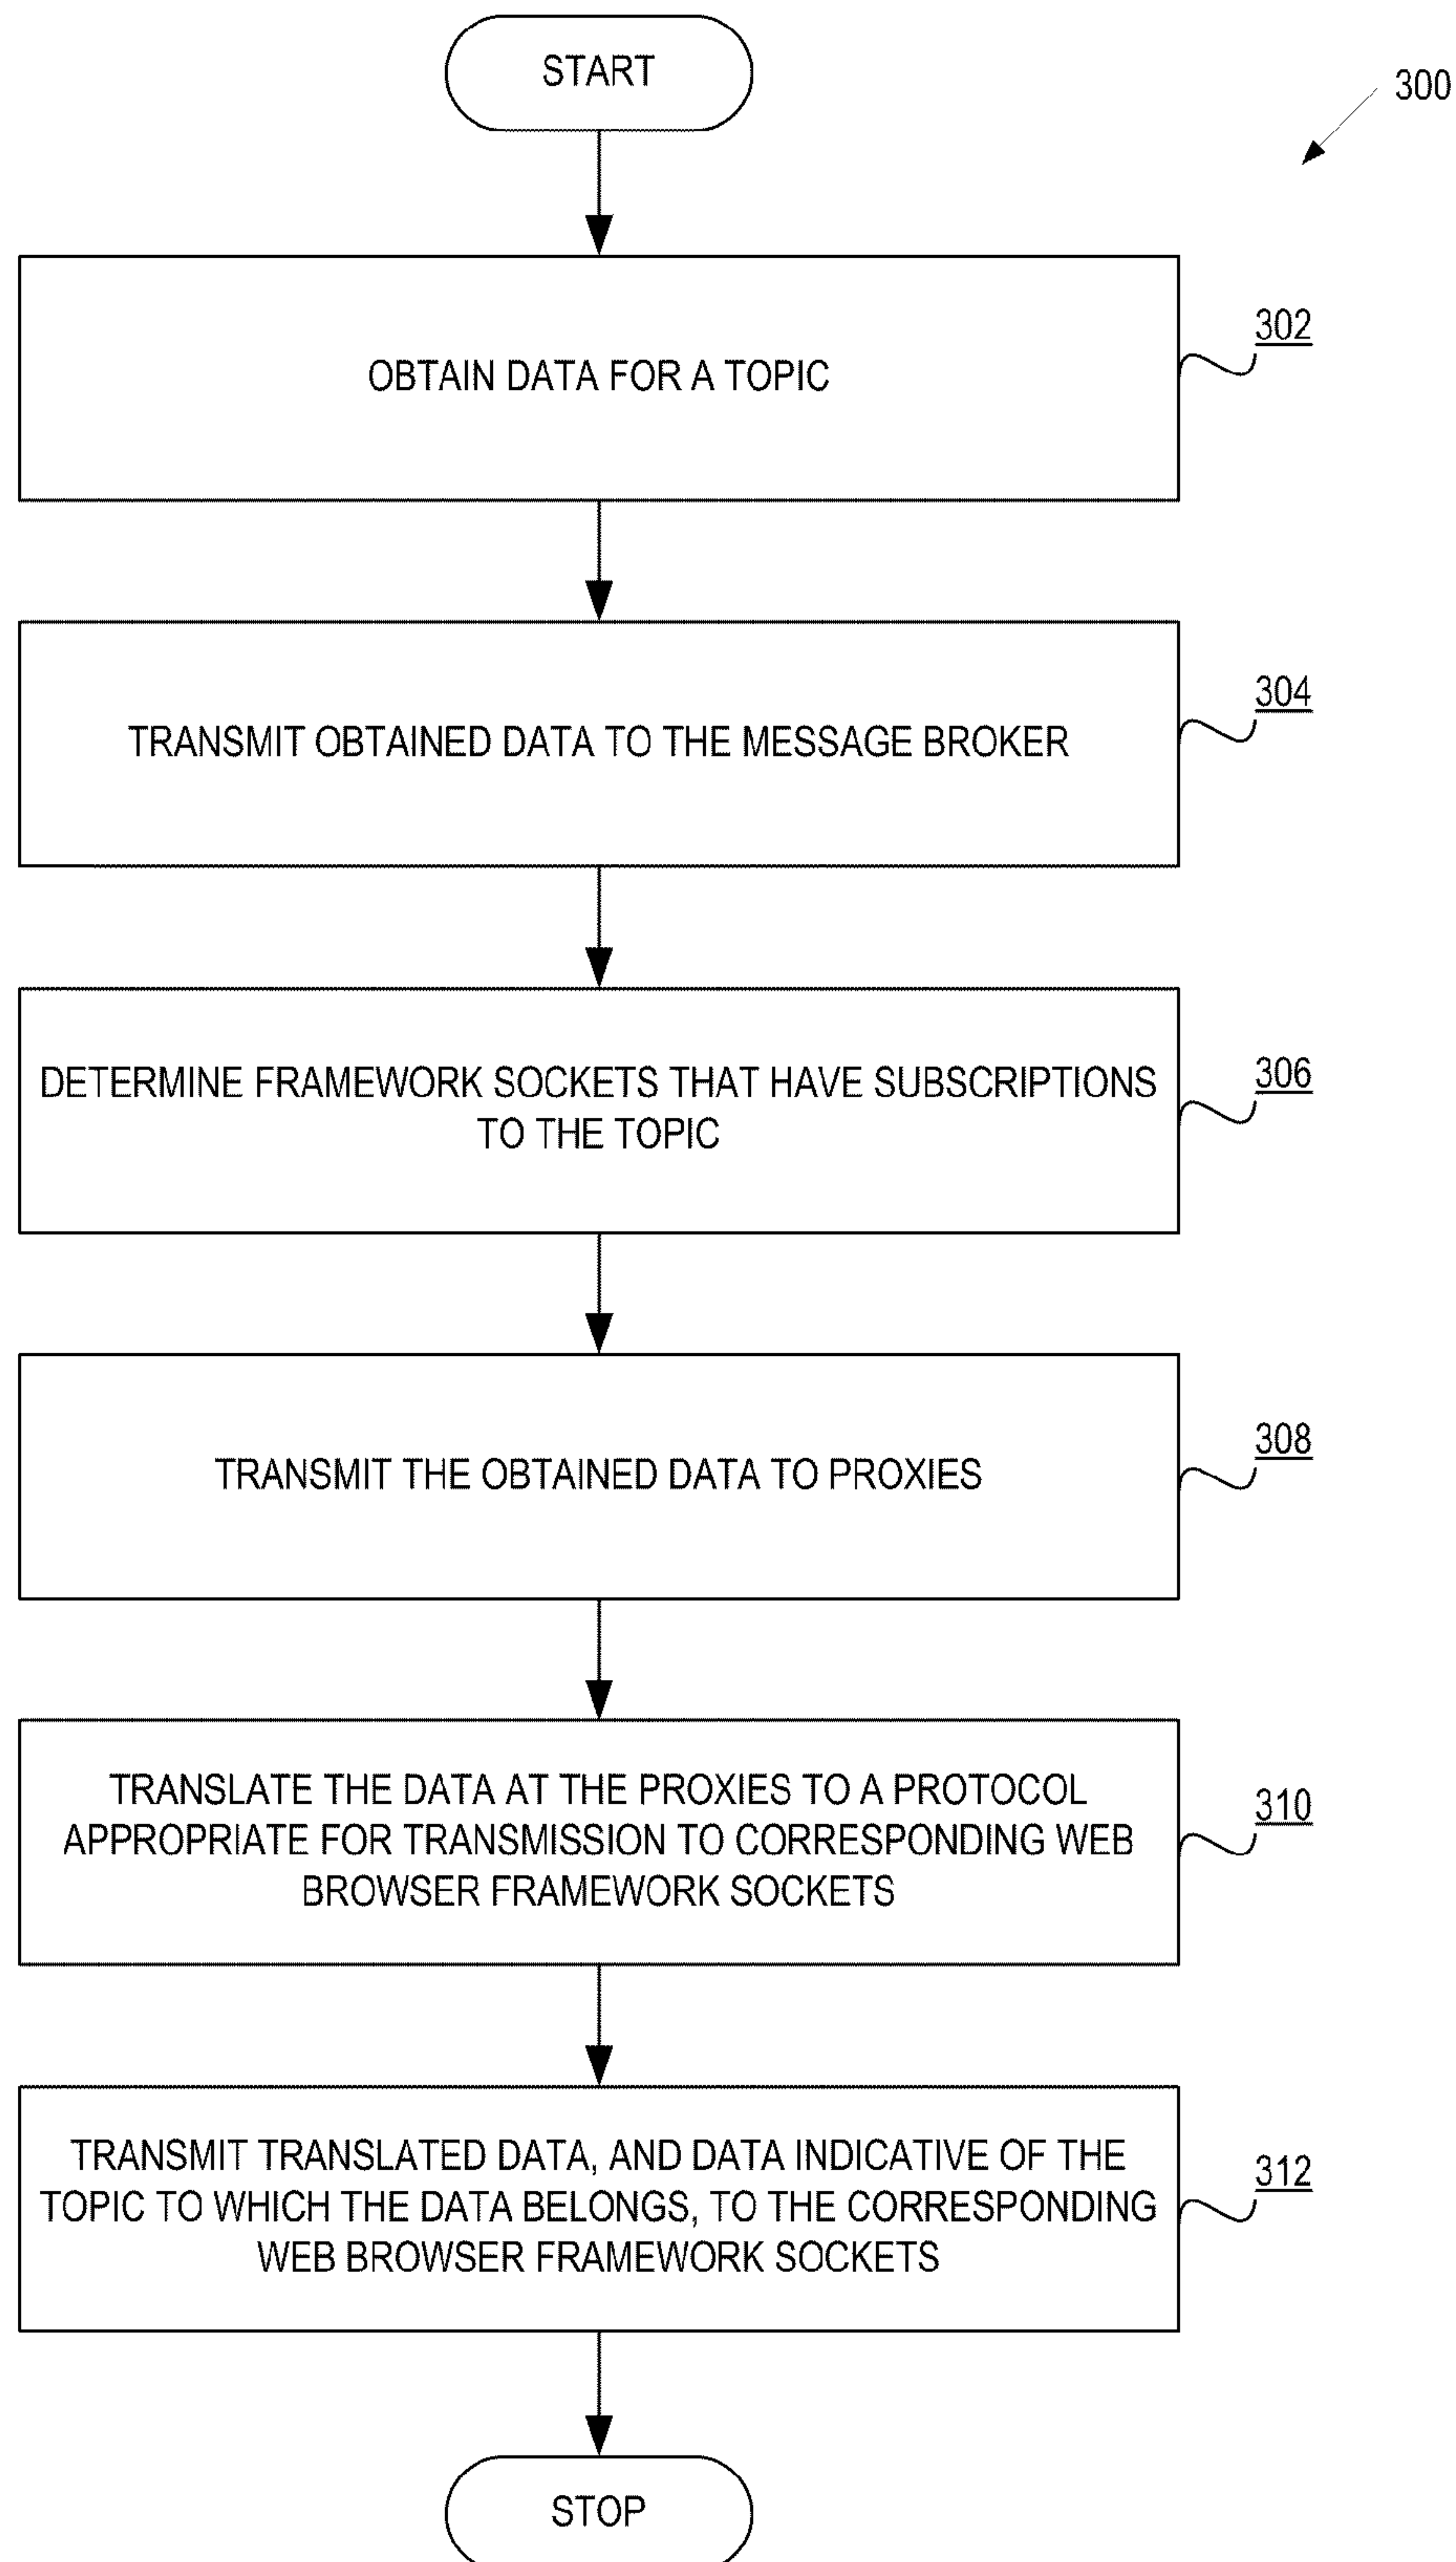 START
300
OBTAIN DATA FOR A TOPIC
302
TRANSMIT OBTAINED DATA TO THE MESSAGE BROKER
304
DETERMINE FRAMEWORK SOCKETS THAT HAVE SUBSCRIPTIONS
TO THE TOPIC
306
TRANSMIT THE OBTAINED DATA TO PROXIES
308
TRANSLATE THE DATA AT THE PROXIES TO A PROTOCOL
APPROPRIATE FOR TRANSMISSION TO CORRESPONDING WEB
BROWSER FRAMEWORK SOCKETS
310
TRANSMIT TRANSLATED DATA, AND DATA INDICATIVE OF THE
TOPIC TO WHICH THE DATA BELONGS, TO THE CORRESPONDING
WEB BROWSER FRAMEWORK SOCKETS
312
STOP